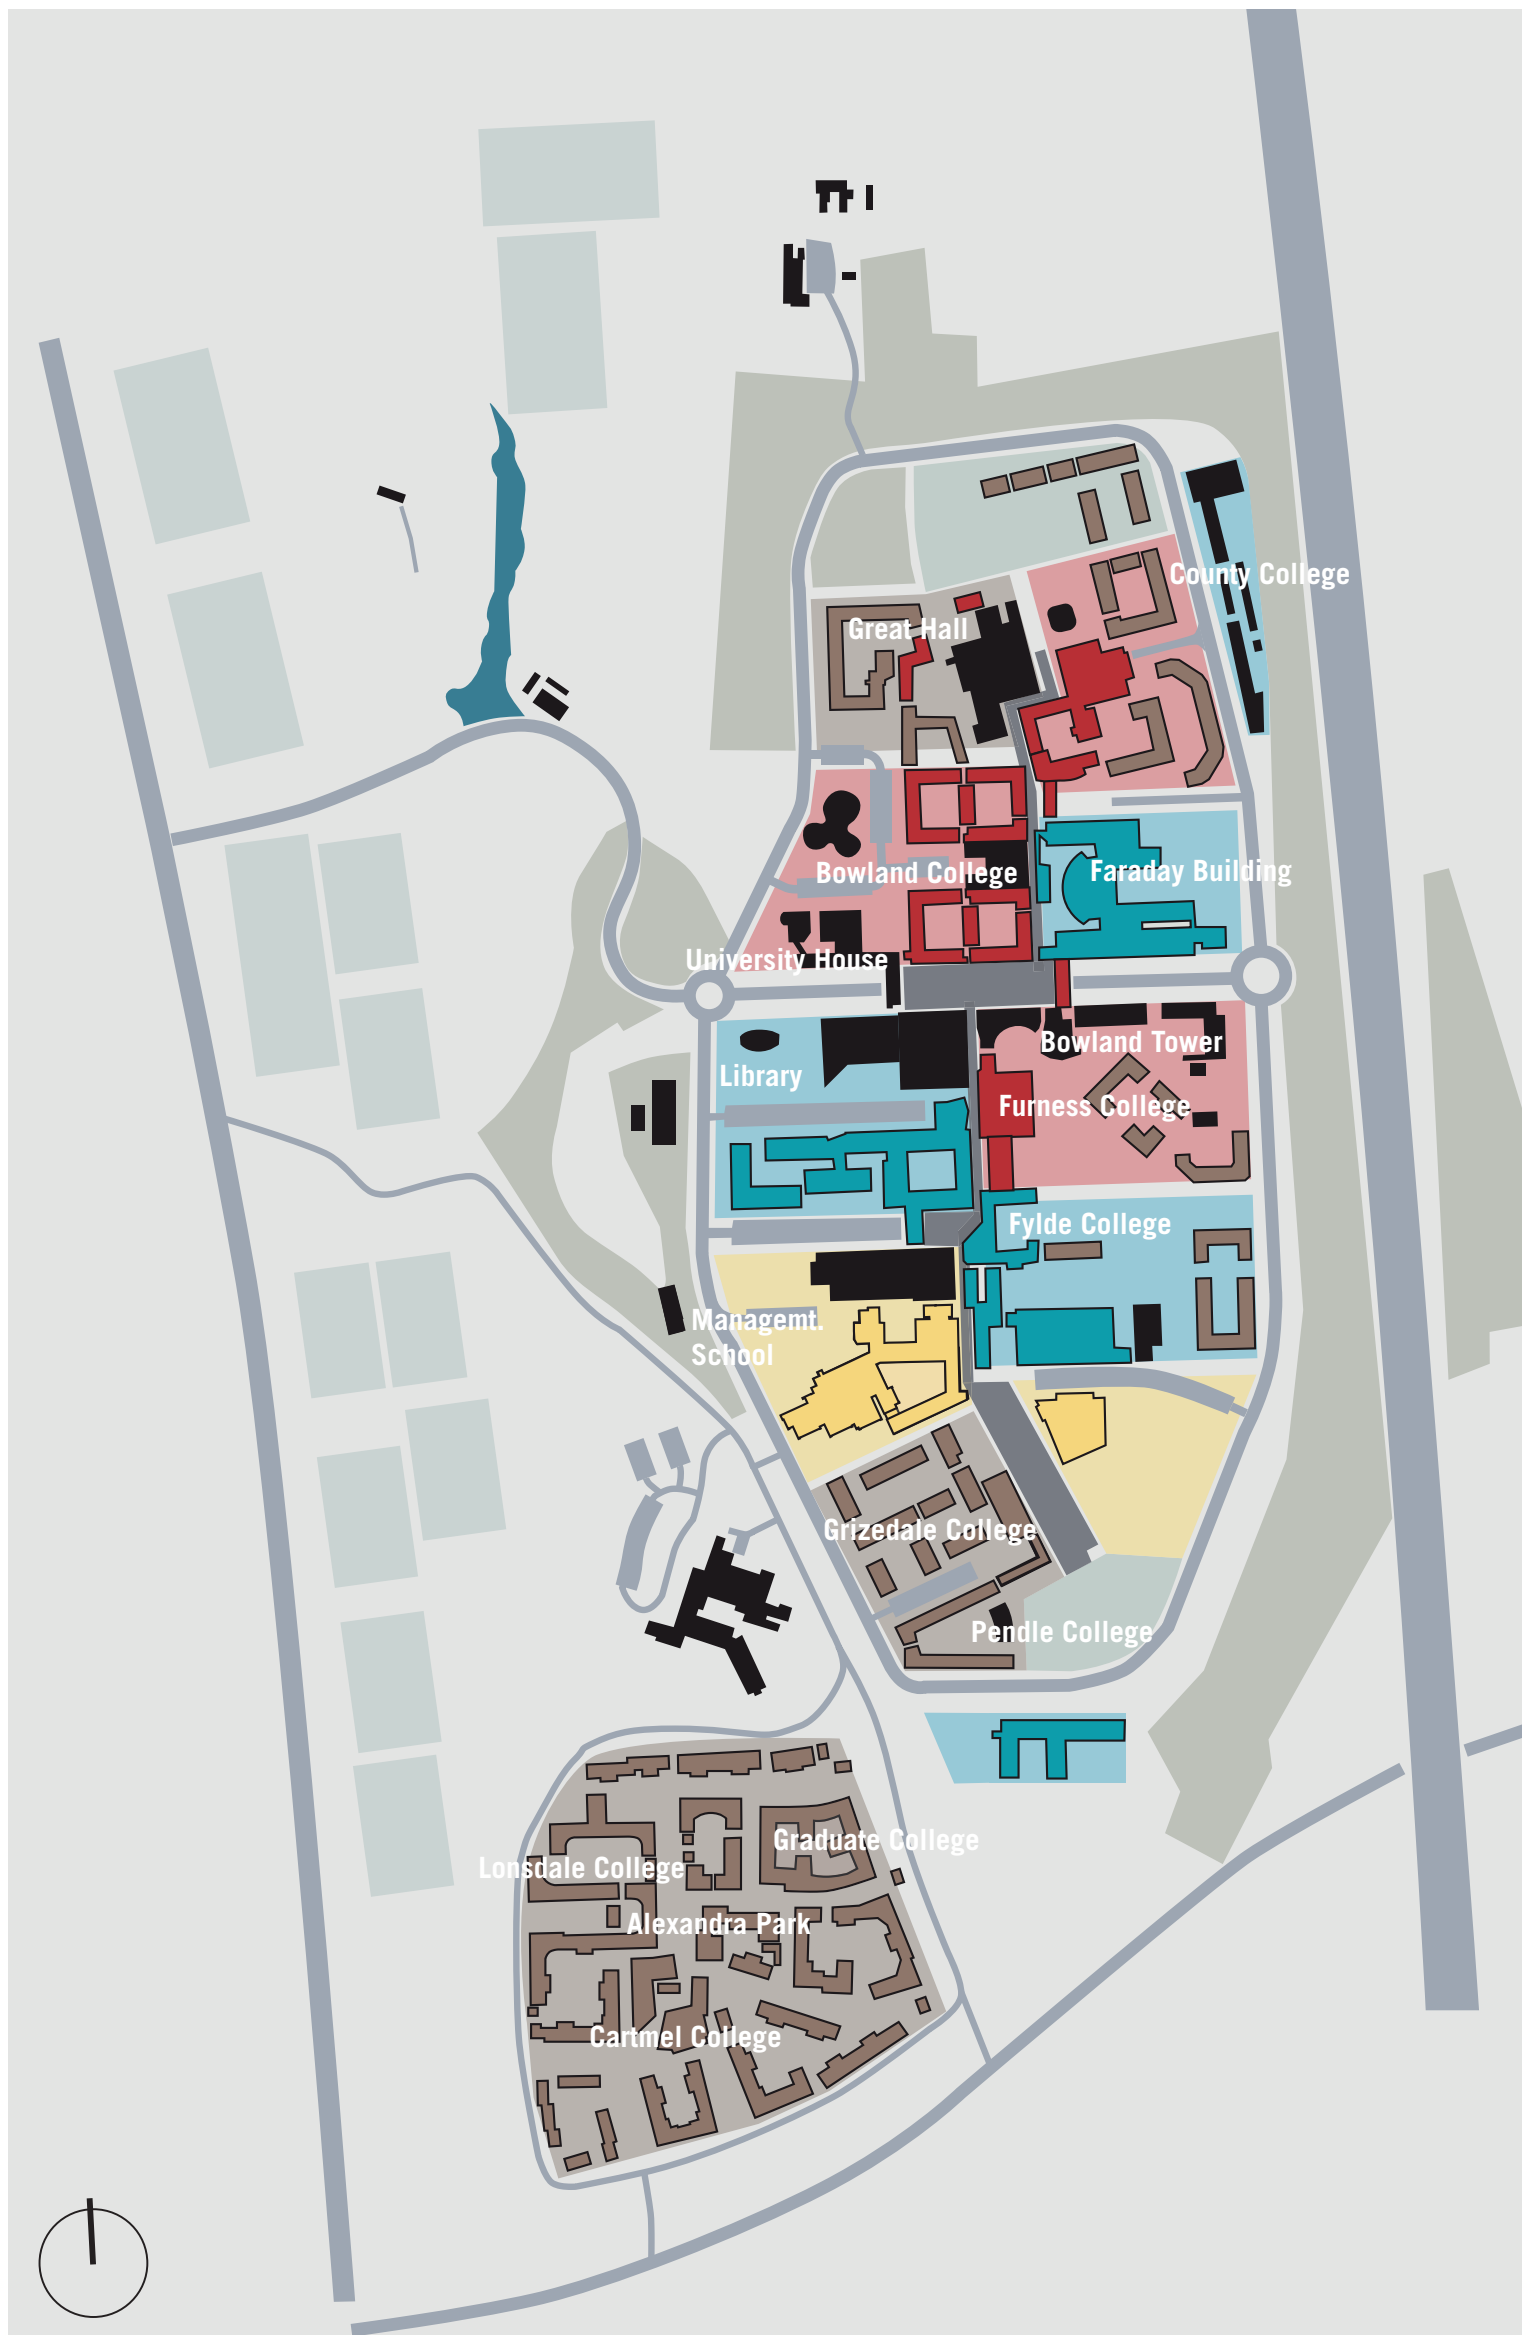 County College
Great Hall
Bowland College
Faraday Building
University House
Bowland Tower
Library
Furness College
Fylde College
Managemt.
School
Grizedale College
Pendle College
Graduate College
Lonsdale College
Alexandra Park
Cartmel College